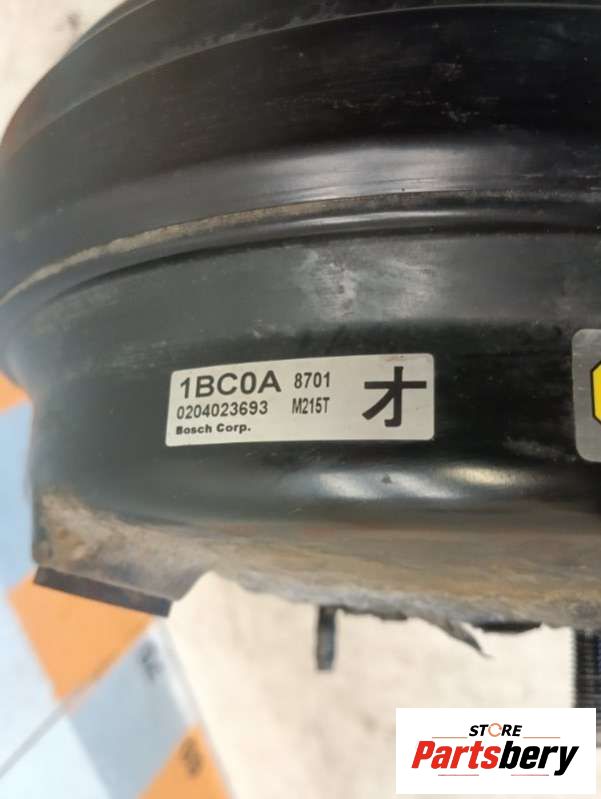 1BC0A 8701
0204023693 M215T
Bosch Corp.
オ
STORE
Partsbery